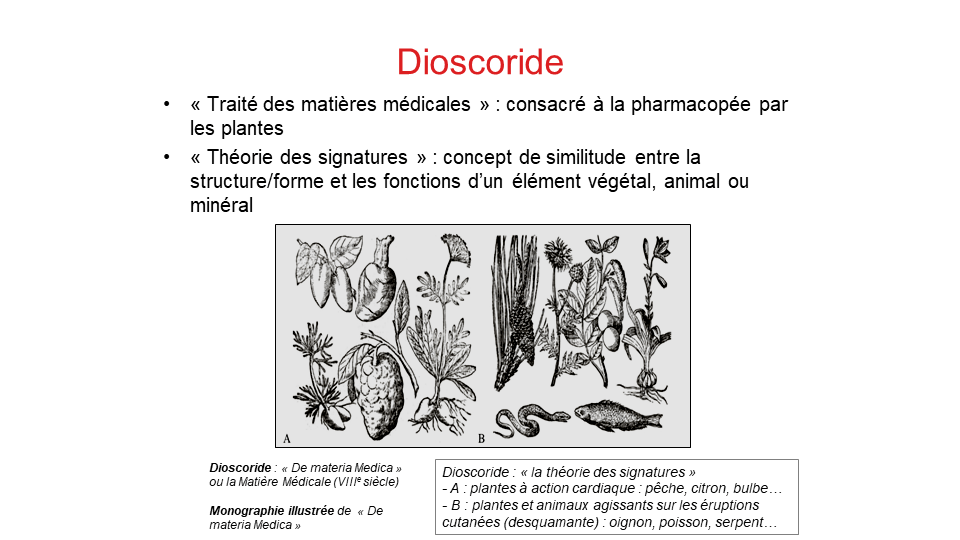 Dioscoride
• « Traité des matières médicales » : consacré à la pharmacopée par
les plantes
• « Théorie des signatures » : concept de similitude entre la
structure/forme et les fonctions d’un élément végétal, animal ou
minéral
A
B
Dioscoride : « De materia Medica »
ou la Matière Médicale (VIIIe siècle)
Monographie illustrée de « De
materia Medica »
Dioscoride : « la théorie des signatures »
- A : plantes à action cardiaque : pêche, citron, bulbe…
- B : plantes et animaux agissants sur les éruptions
cutanées (desquamante) : oignon, poisson, serpent…